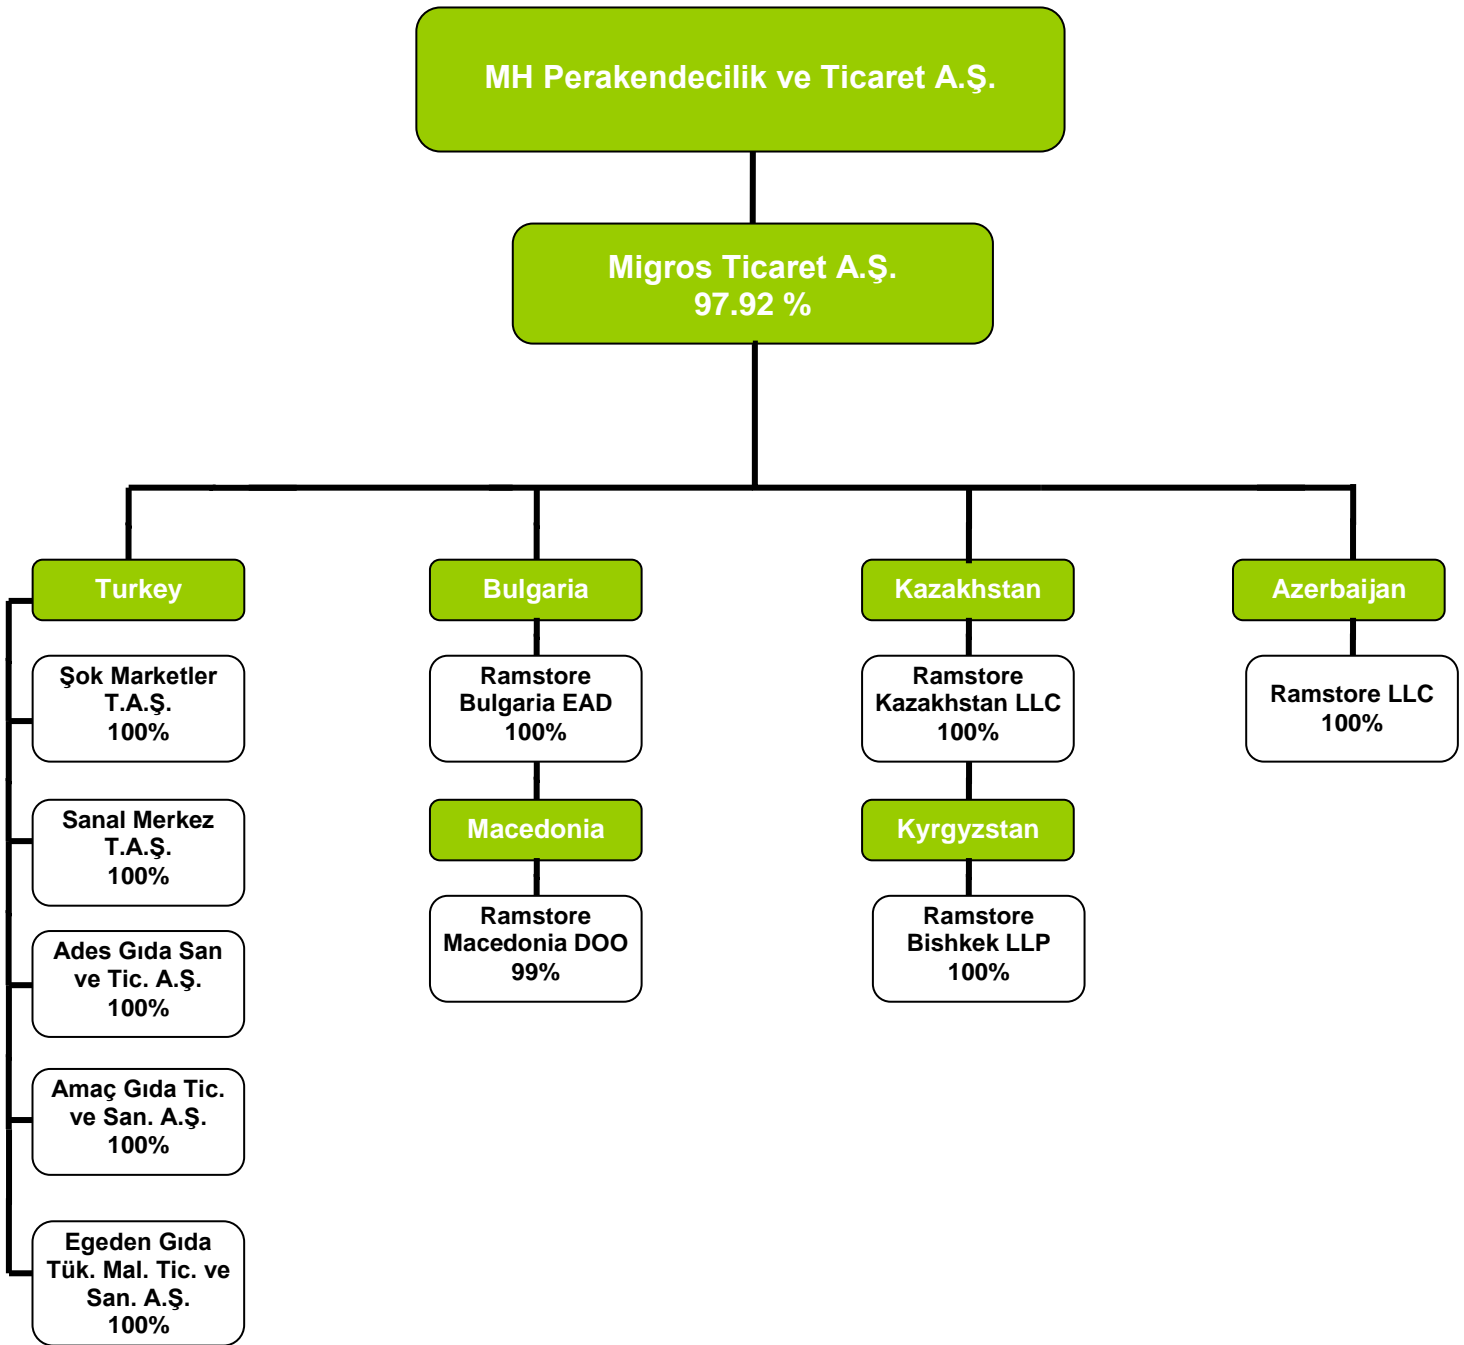 MH Perakendecilik ve Ticaret A.Ş.
Migros Ticaret A.Ş.
97.92 %
Turkey
Şok Marketler
T.A.Ş.
100%
Sanal Merkez
T.A.Ş.
100%
Ades Gıda San
ve Tic. A.Ş.
100%
Amaç Gıda Tic.
ve San. A.Ş.
100%
Egeden Gıda
Tük. Mal. Tic. ve
San. A.Ş.
100%
Bulgaria
Ramstore
Bulgaria EAD
100%
Macedonia
Ramstore
Macedonia DOO
99%
Kazakhstan
Ramstore
Kazakhstan LLC
100%
Kyrgyzstan
Ramstore
Bishkek LLP
100%
Azerbaijan
Ramstore LLC
100%